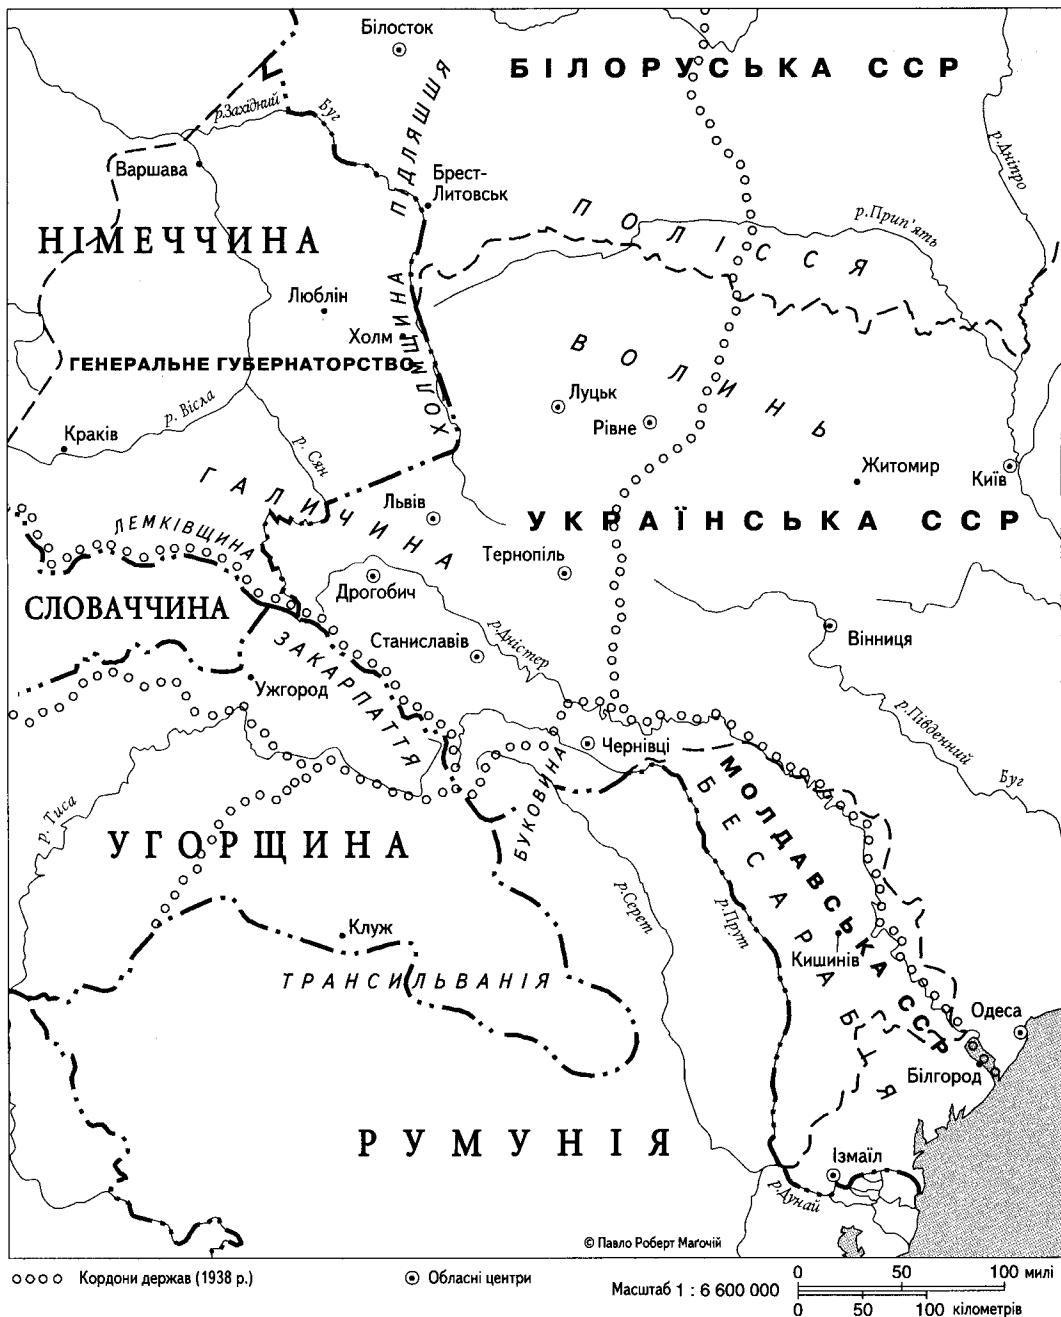 Білосток
БІЛОРУСЬКА ССР
р.Західний Буг
ПІДЛЯШШЯ
р.Дніпро
Варшава
Брест-
Литовськ
ПОЛІССЯ
р.Прип'ять
НІМЕЧЧИНА
Люблін
Холм
ХОЛМЩИНА
ГЕНЕРАЛЬНЕ ГУБЕРНАТОРСТВО
ВОЛИНЬ
Луцьк
Рівне
р. Вісла
Краків
р. Сян
Житомир
Київ
ГАЛИЧИНА
Львів
УКРАЇНСЬКА ССР
ЛЕМКІВЩИНА
Тернопіль
Дрогобич
СЛОВАЧЧИНА
Станиславів
р.Дністер
Вінниця
ЗАКАРПАТТЯ
Ужгород
р.Південний Буг
Чернівці
р. Тиса
БУКОВИНА
МОЛДАВСЬКА ССР
БЕСАРАБІЯ
УГОРЩИНА
р.Серет
р.Прут
Клуж
Кишинів
ТРАНСИЛЬВАНІЯ
Одеса
Білгород
РУМУНІЯ
Ізмаїл
р.Дунай
© Павло Роберт Маґочій
Кордони держав (1938 р.)
Обласні центри
Масштаб 1 : 6 600 000
0 50 100 милі
0 50 100 кілометрів